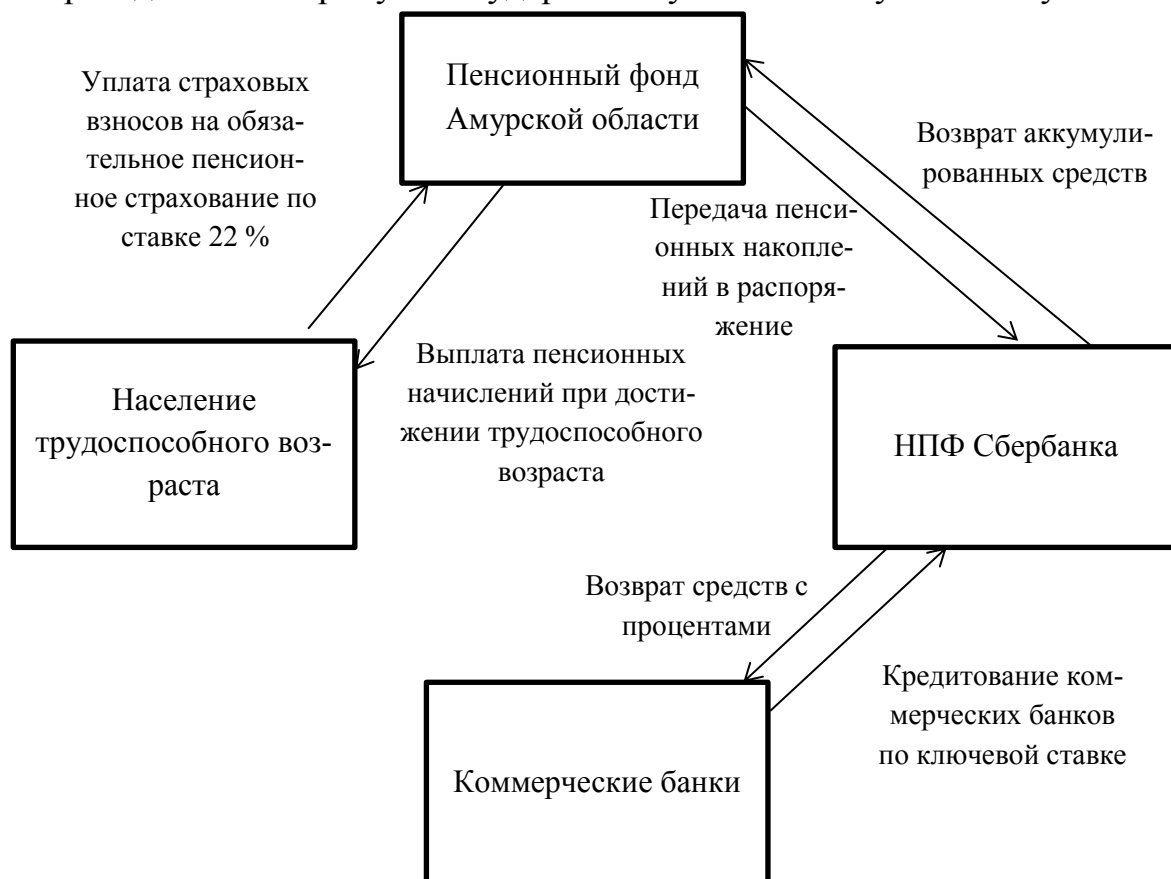 Уплата страховых
взносов на обяза-
тельное пенсион-
ное страхование по
ставке 22 %
Пенсионный фонд
Амурской области
Возврат аккумули-
рованных средств
Передача пенси-
онных накопле-
ний в распоря-
жение
Население
трудоспособного воз-
раста
Выплата пенсионных
начислений при дости-
жении трудоспособного
возраста
НПФ Сбербанка
Возврат средств с
процентами
Кредитование ком-
мерческих банков
по ключевой ставке
Коммерческие банки